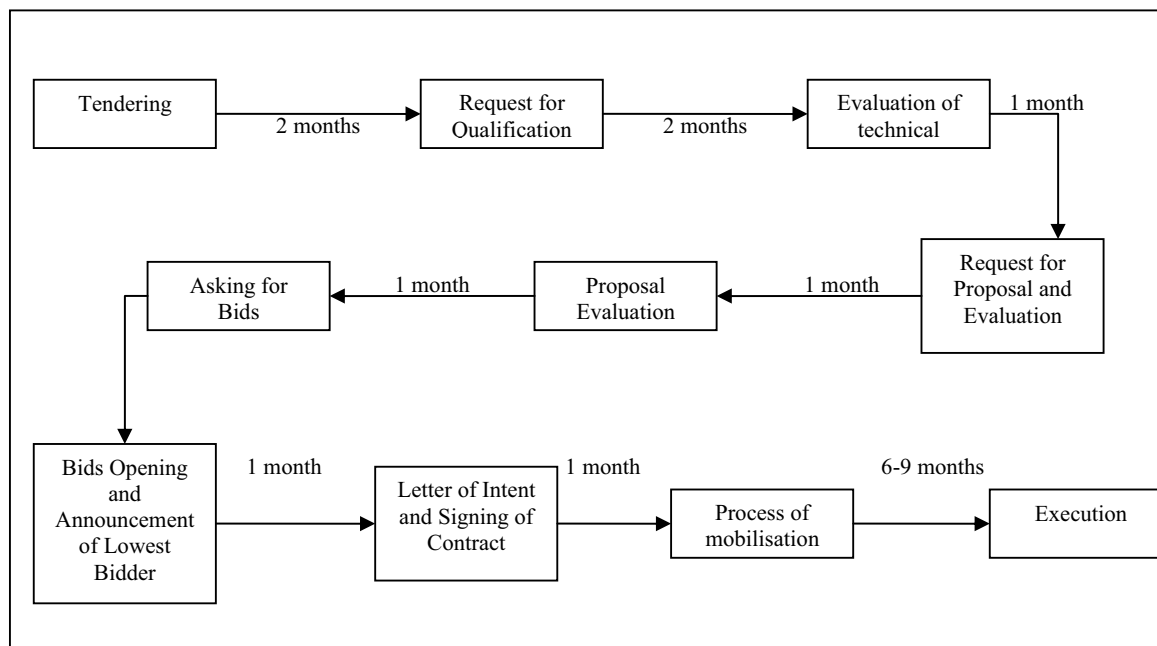 Tendering
2 months
Request for
Qualification
2 months
Evaluation of
technical
1 month
Request for
Proposal and
Evaluation
1 month
Proposal
Evaluation
1 month
Asking for
Bids
Bids Opening
and
Announcement
of Lowest
Bidder
1 month
Letter of Intent
and Signing of
Contract
1 month
Process of
mobilisation
6-9 months
Execution